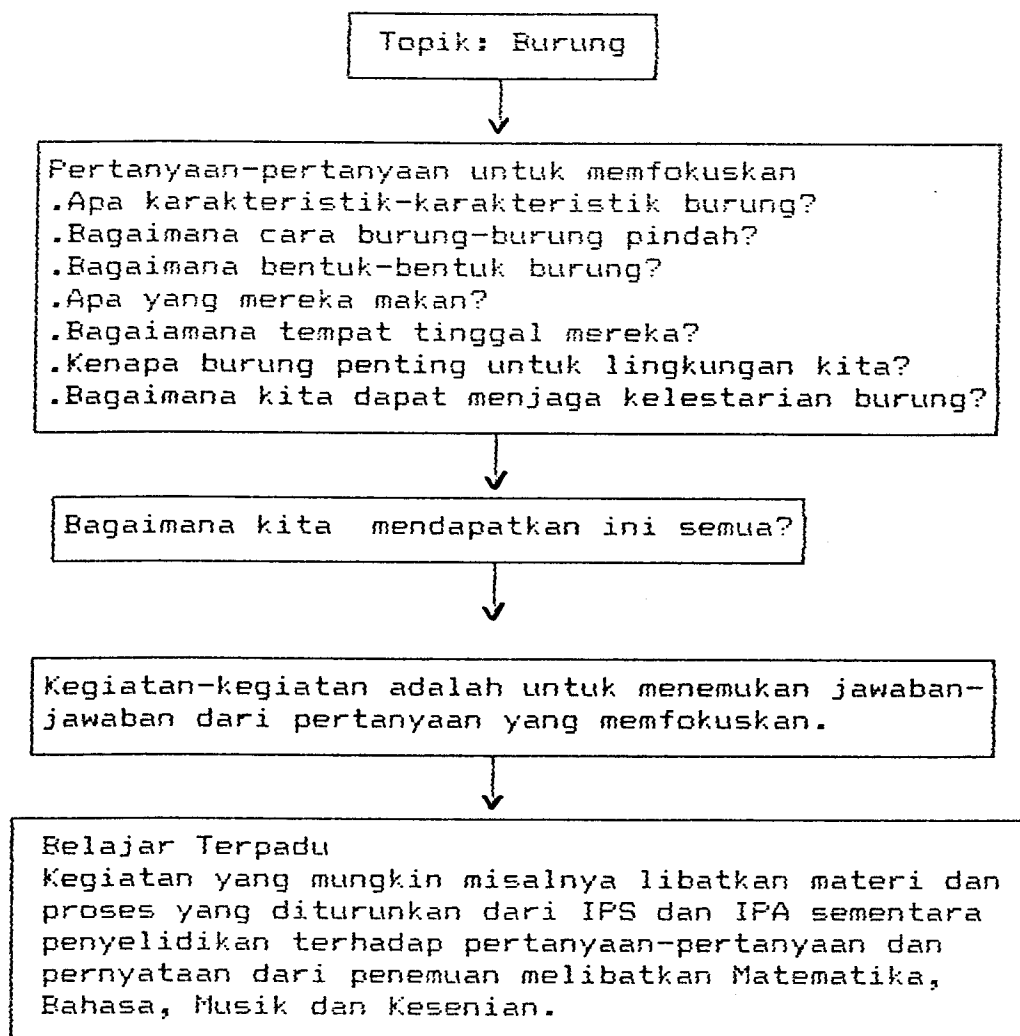 Topik: Burung
Pertanyaan-pertanyaan untuk memfokuskan
.Apa karakteristik-karakteristik burung?
.Bagaimana cara burung-burung pindah?
.Bagaimana bentuk-bentuk burung?
.Apa yang mereka makan?
.Bagaiamana tempat tinggal mereka?
.Kenapa burung penting untuk lingkungan kita?
.Bagaimana kita dapat menjaga kelestarian burung?
Bagaimana kita mendapatkan ini semua?
Kegiatan-kegiatan adalah untuk menemukan jawaban-
jawaban dari pertanyaan yang memfokuskan.
Belajar Terpadu
Kegiatan yang mungkin misalnya libatkan materi dan
proses yang diturunkan dari IPS dan IPA sementara
penyelidikan terhadap pertanyaan-pertanyaan dan
pernyataan dari penemuan melibatkan Matematika,
Bahasa, Musik dan Kesenian.